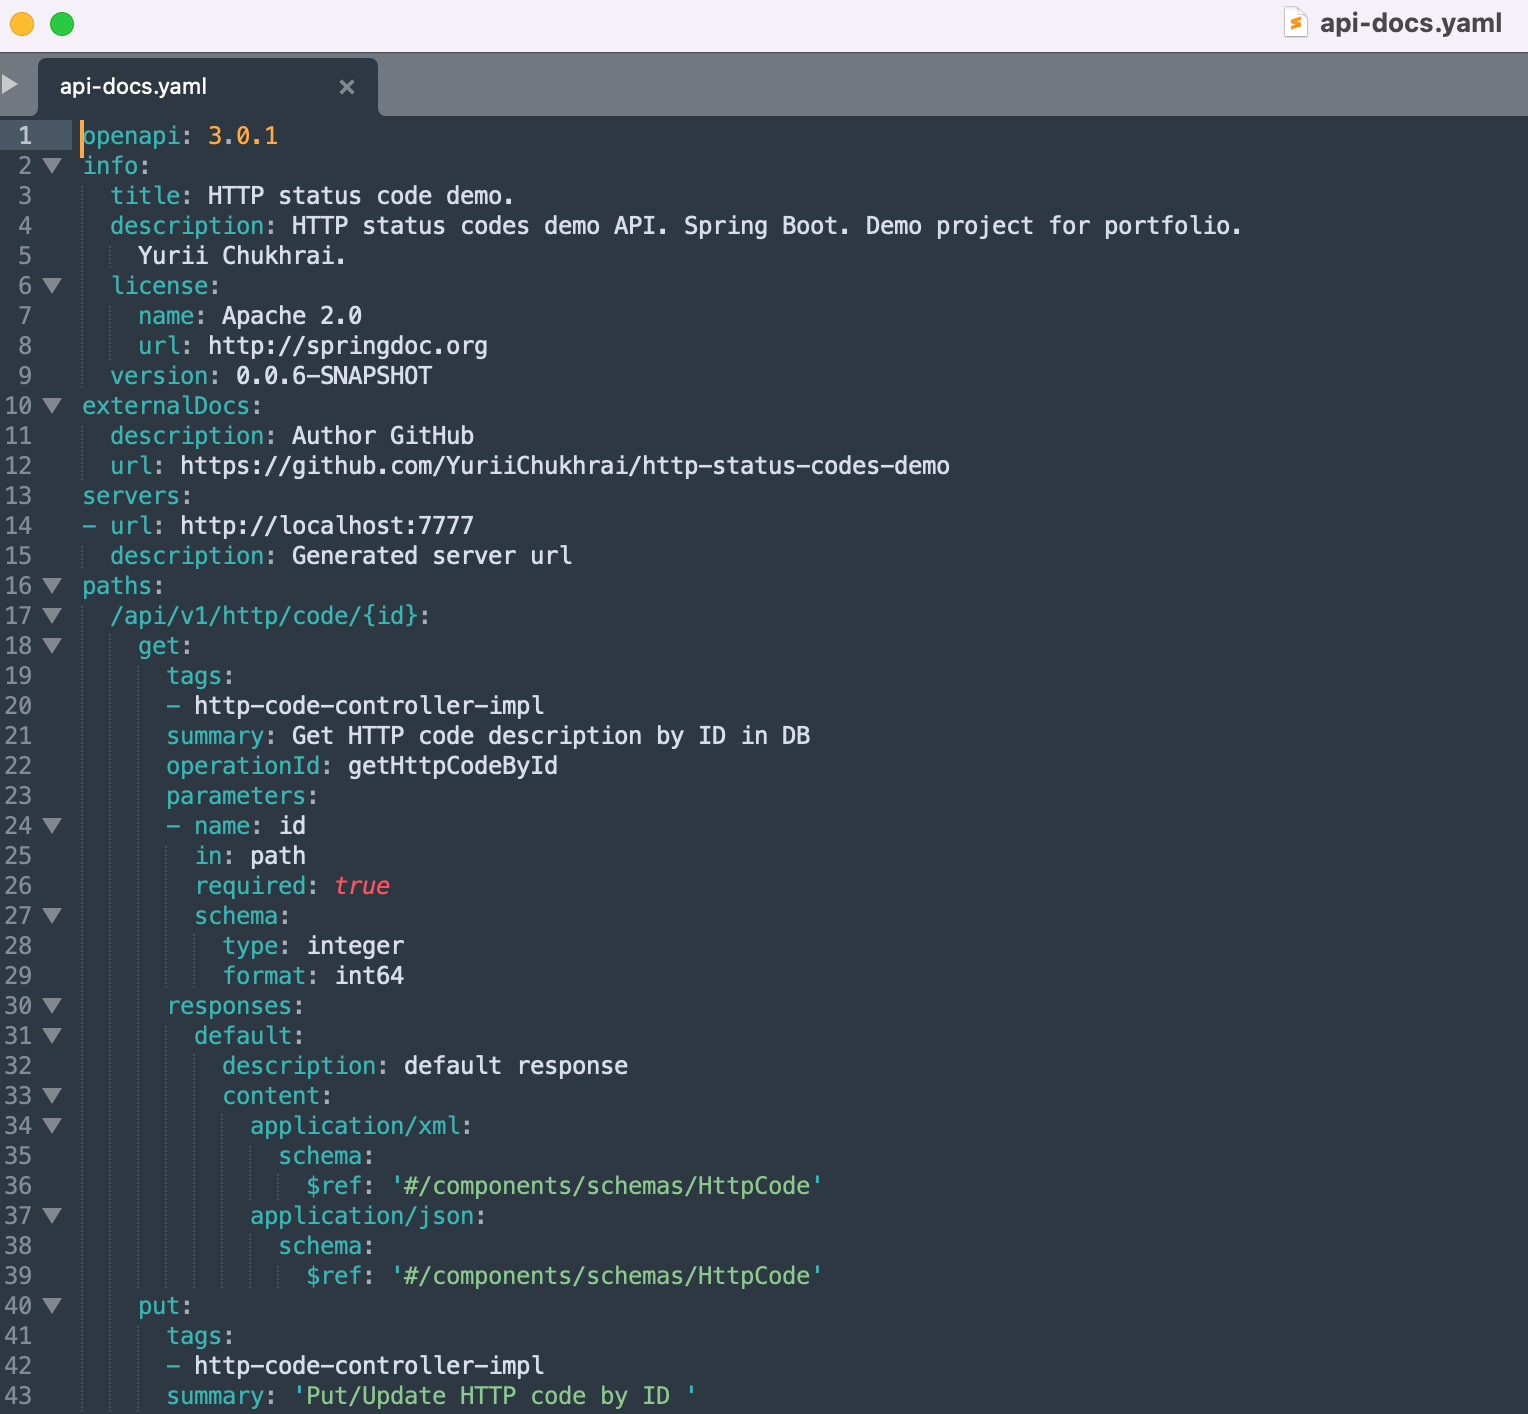 api-docs.yaml
api-docs.yaml ×
1 openapi: 3.0.1
2 info:
3   title: HTTP status code demo.
4   description: HTTP status codes demo API. Spring Boot. Demo project for portfolio.
5     Yurii Chukhrai.
6   license:
7     name: Apache 2.0
8     url: http://springdoc.org
9   version: 0.0.6-SNAPSHOT
10 externalDocs:
11   description: Author GitHub
12   url: https://github.com/YuriiChukhrai/http-status-codes-demo
13 servers:
14 - url: http://localhost:7777
15   description: Generated server url
16 paths:
17   /api/v1/http/code/{id}:
18     get:
19       tags:
20       - http-code-controller-impl
21       summary: Get HTTP code description by ID in DB
22       operationId: getHttpCodeById
23       parameters:
24       - name: id
25         in: path
26         required: true
27         schema:
28           type: integer
29           format: int64
30       responses:
31         default:
32           description: default response
33           content:
34             application/xml:
35               schema:
36                 $ref: '#/components/schemas/HttpCode'
37             application/json:
38               schema:
39                 $ref: '#/components/schemas/HttpCode'
40     put:
41       tags:
42       - http-code-controller-impl
43       summary: 'Put/Update HTTP code by ID '